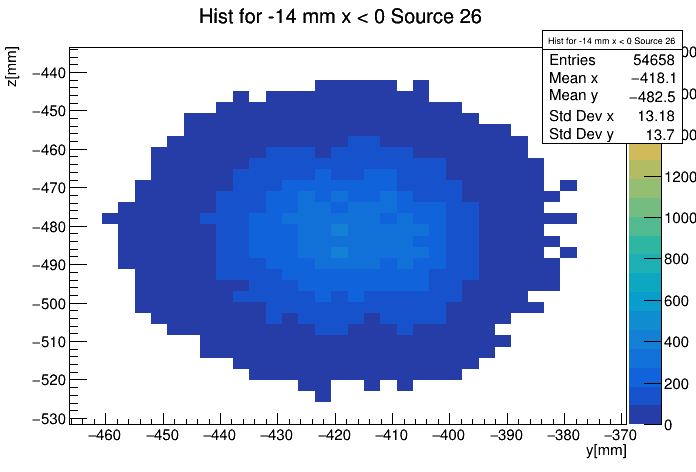 Hist for -14 mm x < 0 Source 26
Hist for -14 mm x < 0 Source 26
Entries 54658
Mean x −418.1
Mean y −482.5
Std Dev x 13.18
Std Dev y 13.7
z[mm]
−440
−450
−460
−470
−480
−490
−500
−510
−520
−530
1200
1000
800
600
400
200
0
−460 −450 −440 −430 −420 −410 −400 −390 −380 −370
y[mm]